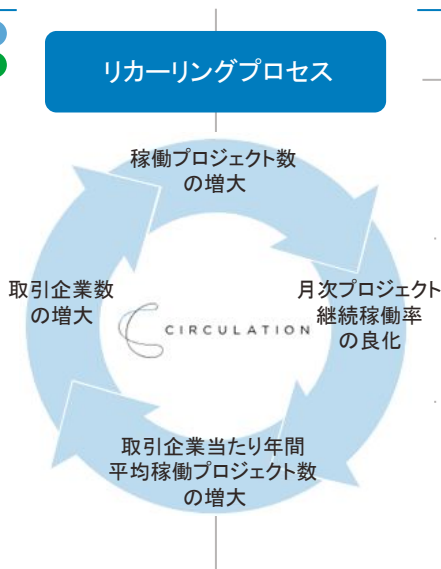 リカーリングプロセス
稼働プロジェクト数
の増大
月次プロジェクト
継続稼働率
の良化
取引企業当たり年間
平均稼働プロジェクト数
の増大
取引企業数
の増大
CIRCULATION